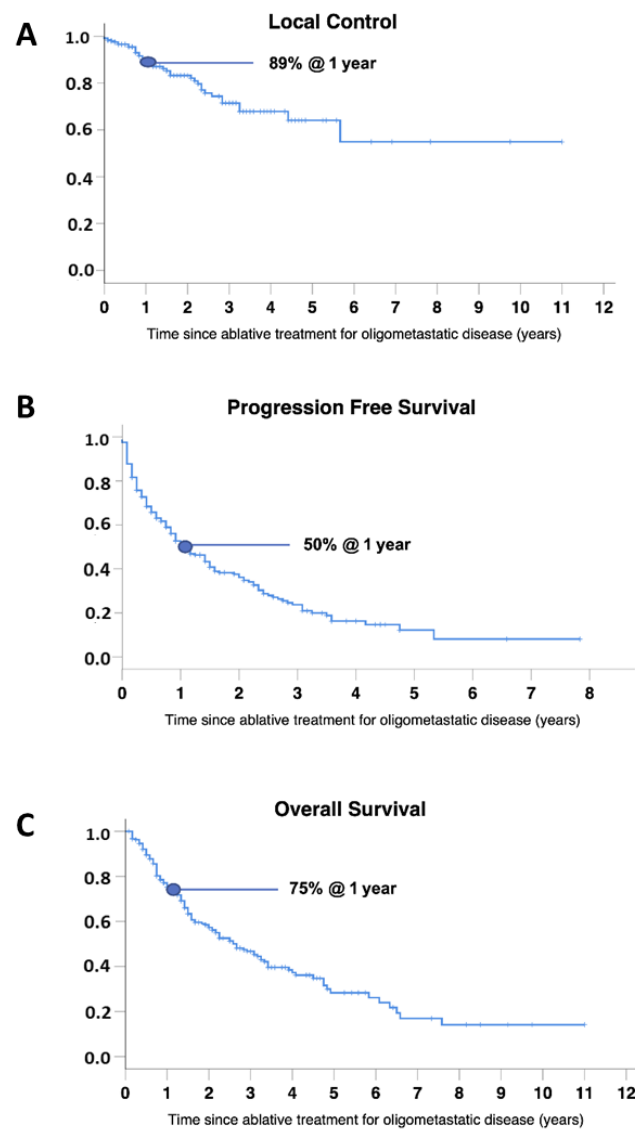 A
Local Control
1.0
89% @ 1 year
0.8
0.6
0.4
0.2
0.0
0 1 2 3 4 5 6 7 8 9 10 11 12
Time since ablative treatment for oligometastatic disease (years)
B
Progression Free Survival
1.0
0.8
0.6
50% @ 1 year
0.4
0.2
0.0
0 1 2 3 4 5 6 7 8
Time since ablative treatment for oligometastatic disease (years)
C
Overall Survival
1.0
0.8
75% @ 1 year
0.6
0.4
0.2
0.0
0 1 2 3 4 5 6 7 8 9 10 11 12
Time since ablative treatment for oligometastatic disease (years)